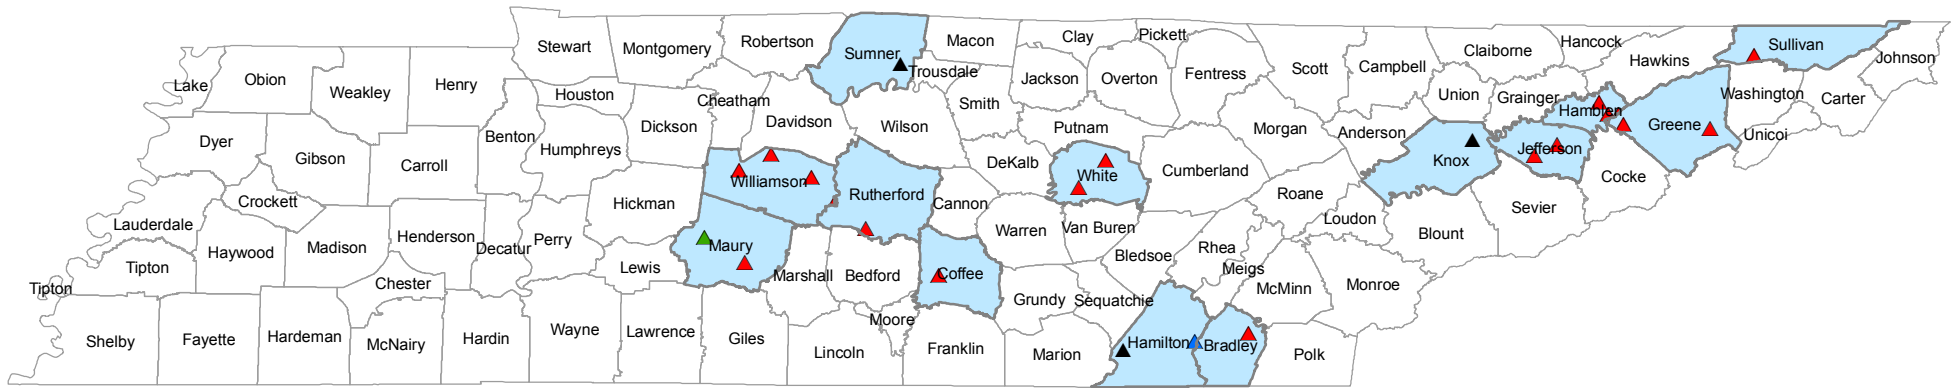 Stewart
Montgomery
Robertson
Sumner
Macon
Clay
Pickett
Claiborne
Hancock
Sullivan
Johnson
Lake
Obion
Weakley
Henry
Houston
Cheatham
Trousdale
Jackson
Overton
Fentress
Scott
Campbell
Union
Grainger
Hawkins
Washington
Carter
Dyer
Gibson
Carroll
Benton
Humphreys
Dickson
Davidson
Wilson
Smith
Putnam
Morgan
Anderson
Hamblen
Greene
Unicoi
Crockett
Lauderdale
Haywood
Madison
Henderson
Decatur
Perry
Hickman
Williamson
Rutherford
Cannon
DeKalb
White
Cumberland
Roane
Knox
Jefferson
Cocke
Sevier
Loudon
Blount
Tipton
Tipton
Chester
Lewis
Maury
Marshall
Bedford
Coffee
Warren
Van Buren
Bledsoe
Rhea
Meigs
McMinn
Monroe
Shelby
Fayette
Hardeman
McNairy
Hardin
Wayne
Lawrence
Giles
Lincoln
Moore
Franklin
Grundy
Sequatchie
Marion
Hamilton
Bradley
Polk